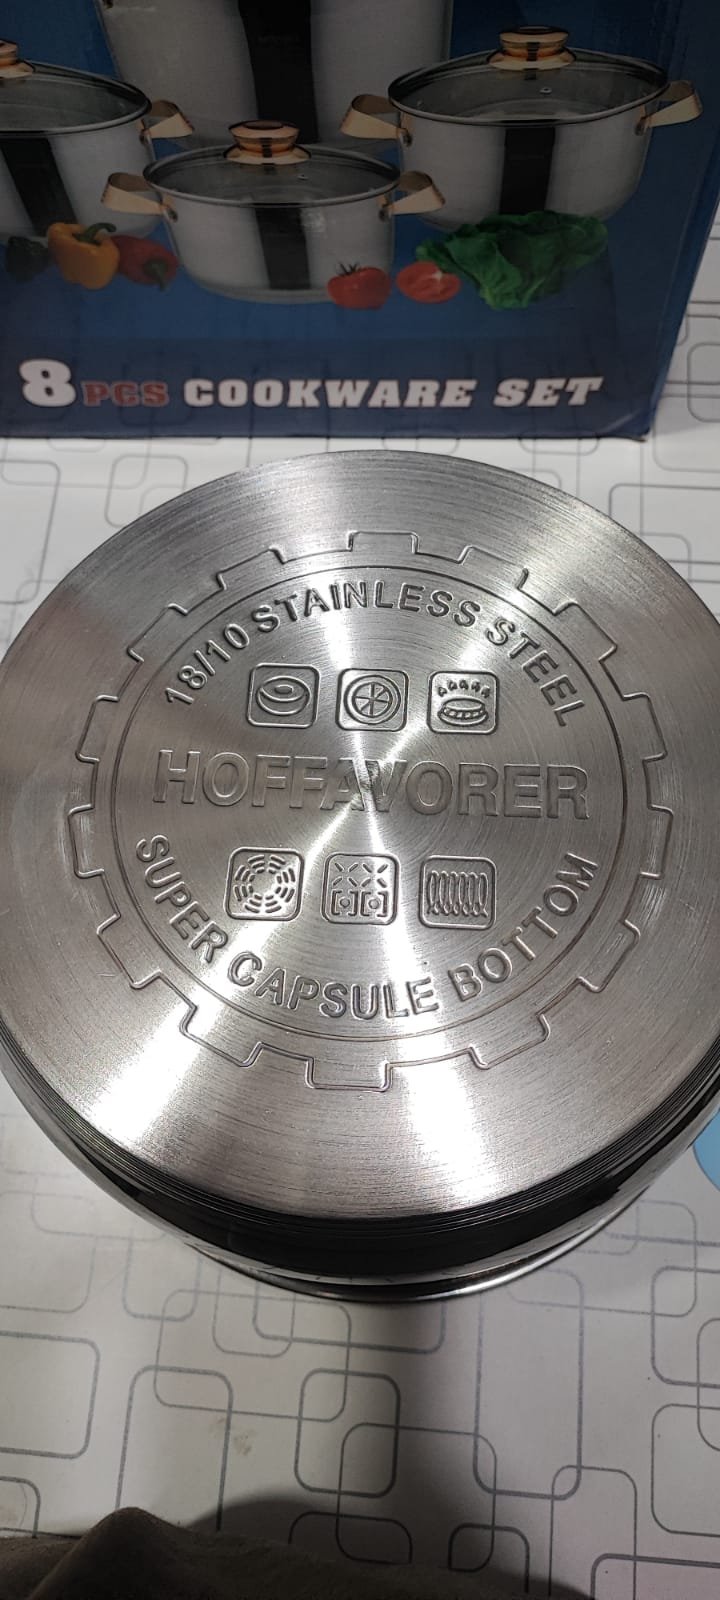 8 PCS COOKWARE SET
18/10 STAINLESS STEEL
HOFFAVORER
SUPER CAPSULE BOTTOM